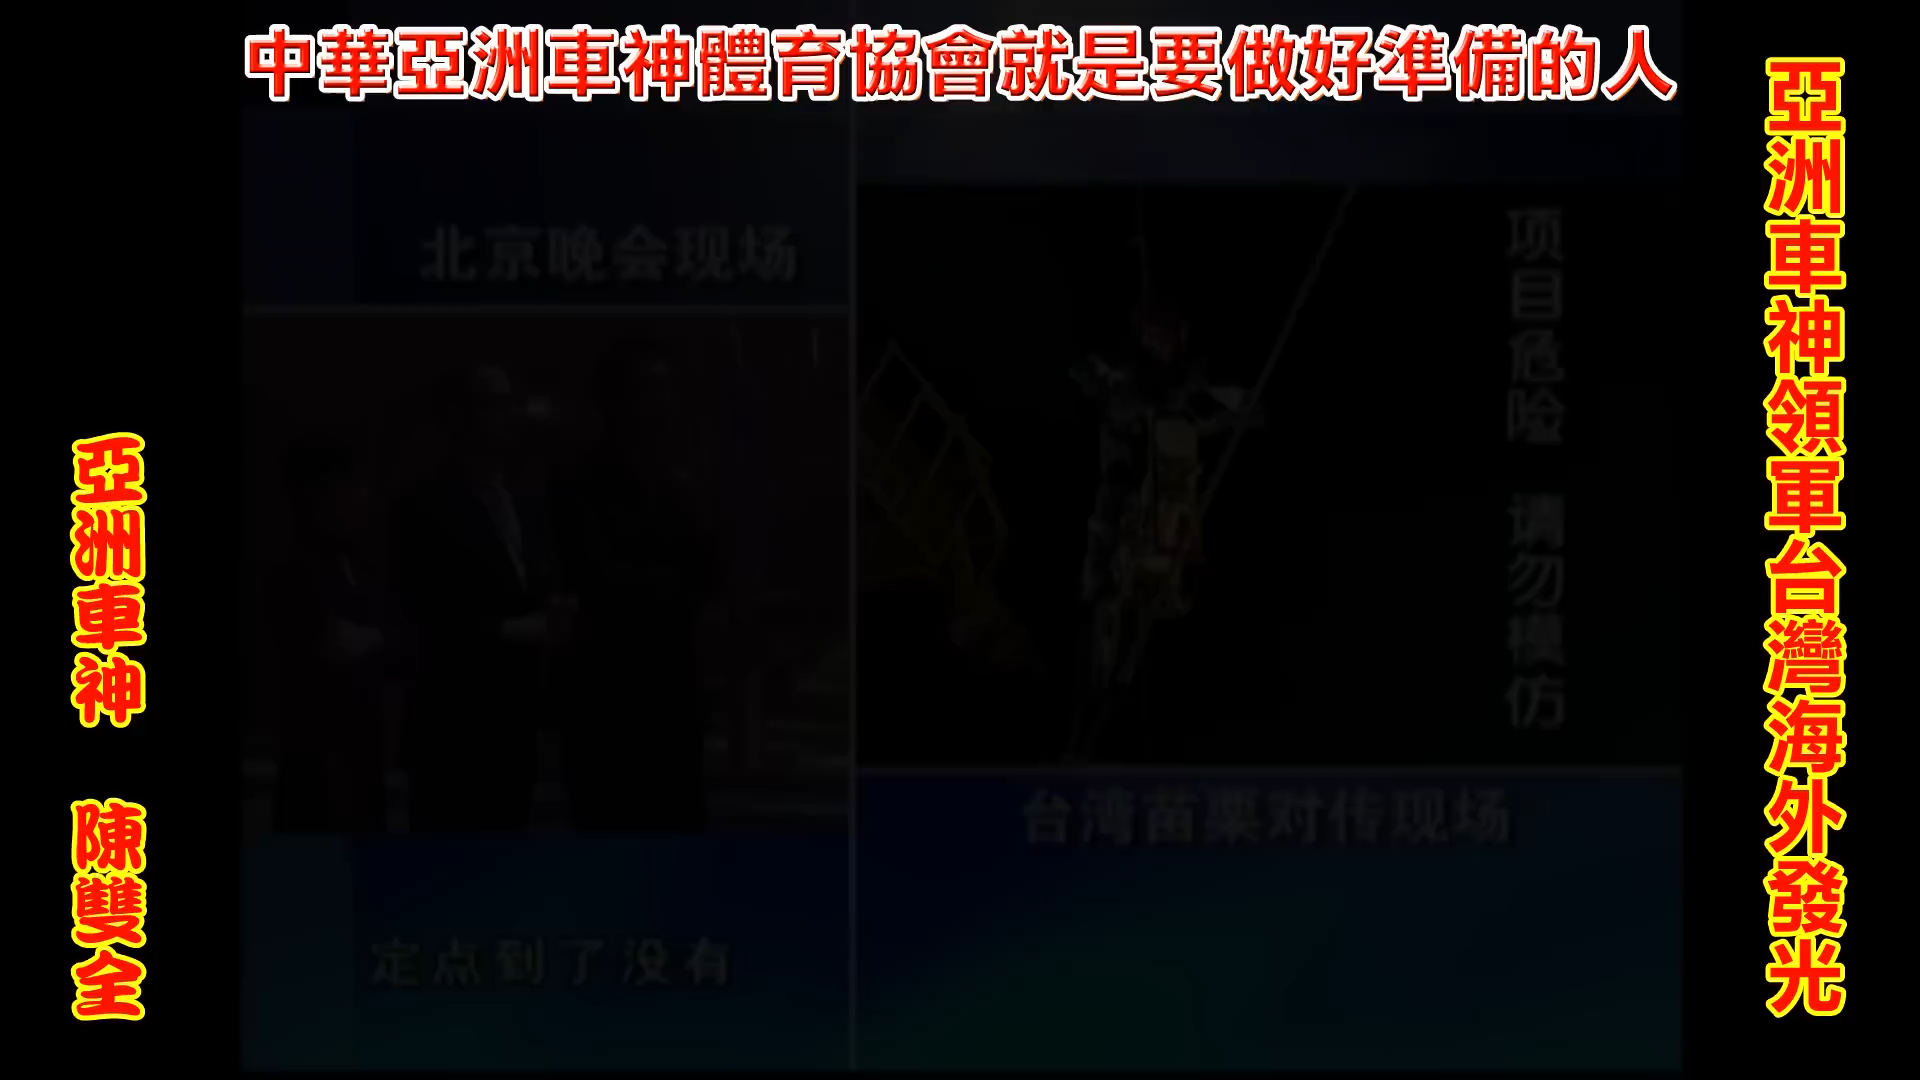 中華亞洲車神體育協會就是要做好準備的人
亞洲車神領軍台灣海外發光
亞洲車神 陳雙全
北京晚会现场
项目危险 请勿模仿
台湾苗栗对传现场
定点到了没有